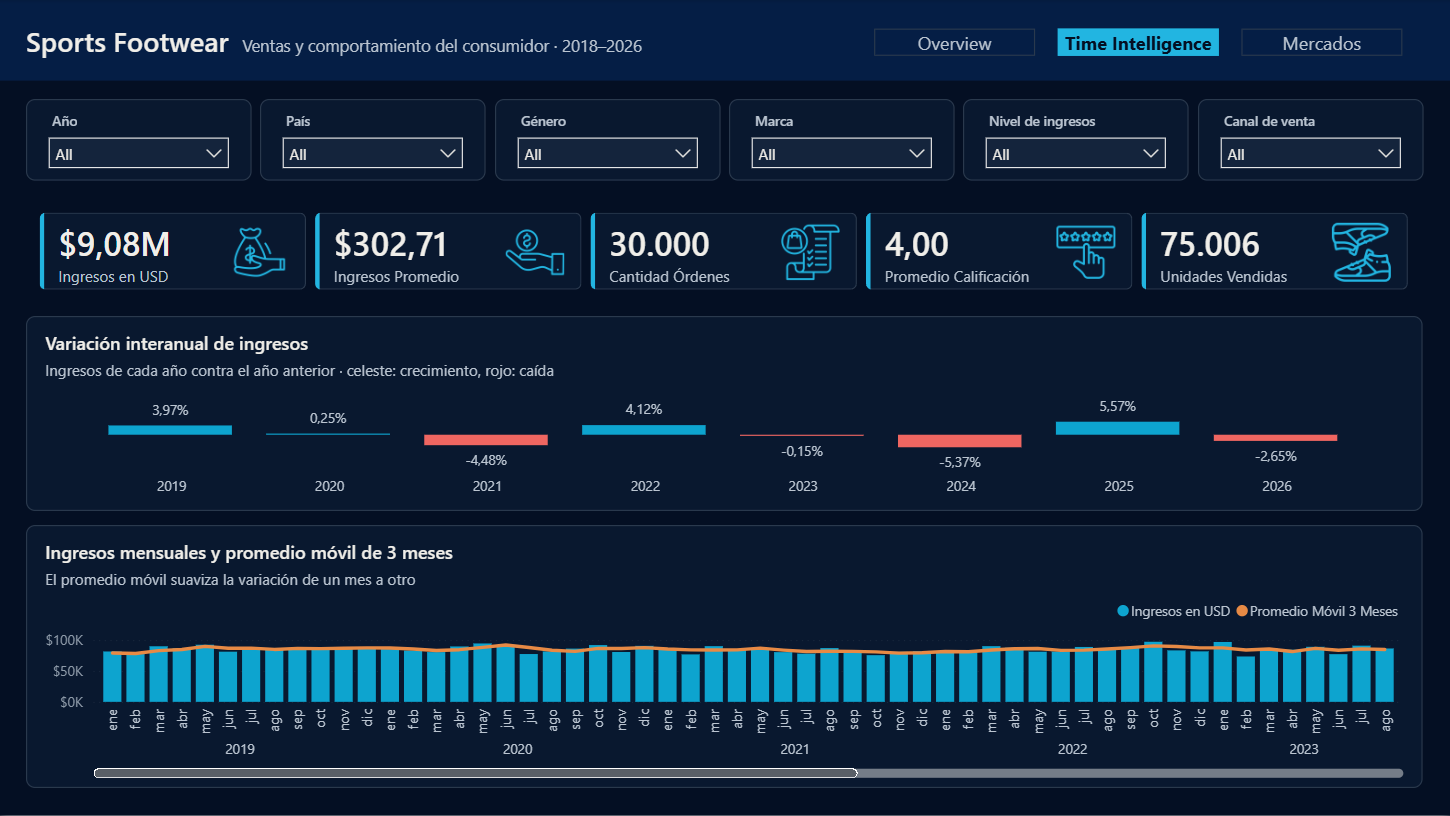 Sports Footwear Ventas y comportamiento del consumidor · 2018–2026 Overview Time Intelligence Mercados
Año País Género Marca Nivel de ingresos Canal de venta
All All All All All All
$9,08M $302,71 30.000 4,00 75.006
Ingresos en USD Ingresos Promedio Cantidad Órdenes Promedio Calificación Unidades Vendidas
Variación interanual de ingresos
Ingresos de cada año contra el año anterior · celeste: crecimiento, rojo: caída
3,97% 0,25% -4,48% 4,12% -0,15% -5,37% 5,57% -2,65%
2019 2020 2021 2022 2023 2024 2025 2026
Ingresos mensuales y promedio móvil de 3 meses
El promedio móvil suaviza la variación de un mes a otro
Ingresos en USD Promedio Móvil 3 Meses
$100K
$50K
$0K
ene feb mar abr may jun jul ago sep oct nov dic ene feb mar abr may jun jul ago sep oct nov dic ene feb mar abr may jun jul ago sep oct nov dic ene feb mar abr may jun jul ago sep oct nov dic ene feb mar abr may jun jul ago
2019 2020 2021 2022 2023